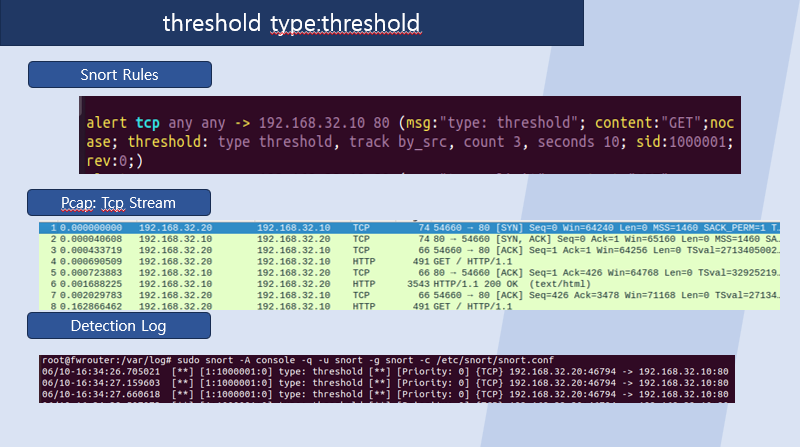 threshold type:threshold
Snort Rules
alert tcp any any -> 192.168.32.10 80 (msg:"type: threshold"; content:"GET";noc
ase; threshold: type threshold, track by_src, count 3, seconds 10; sid:1000001;
rev:0;)
Pcap: Tcp Stream
1 0.000000000 192.168.32.20 192.168.32.10 TCP 74 54660 → 80 [SYN] Seq=0 Win=64240 Len=0 MSS=1460 SACK_PERM=1 T…
2 0.000040608 192.168.32.10 192.168.32.20 TCP 74 80 → 54660 [SYN, ACK] Seq=0 Ack=1 Win=65160 Len=0 MSS=1460 SA…
3 0.000433719 192.168.32.20 192.168.32.10 TCP 66 54660 → 80 [ACK] Seq=1 Ack=1 Win=64256 Len=0 TSval=2713405002…
4 0.000690509 192.168.32.20 192.168.32.10 HTTP 491 GET / HTTP/1.1
5 0.000723883 192.168.32.10 192.168.32.20 TCP 66 80 → 54660 [ACK] Seq=1 Ack=426 Win=64768 Len=0 TSval=32925219…
6 0.001688225 192.168.32.10 192.168.32.20 HTTP 3543 HTTP/1.1 200 OK (text/html)
7 0.002029783 192.168.32.20 192.168.32.10 TCP 66 54660 → 80 [ACK] Seq=426 Ack=3478 Win=71168 Len=0 TSval=27134…
8 0.162866462 192.168.32.20 192.168.32.10 HTTP 491 GET / HTTP/1.1
Detection Log
root@fwrouter:/var/log# sudo snort -A console -q -u snort -g snort -c /etc/snort/snort.conf
06/10-16:34:26.705021 [**] [1:1000001:0] type: threshold [**] [Priority: 0] {TCP} 192.168.32.20:46794 -> 192.168.32.10:80
06/10-16:34:27.159603 [**] [1:1000001:0] type: threshold [**] [Priority: 0] {TCP} 192.168.32.20:46794 -> 192.168.32.10:80
06/10-16:34:27.660618 [**] [1:1000001:0] type: threshold [**] [Priority: 0] {TCP} 192.168.32.20:46794 -> 192.168.32.10:80